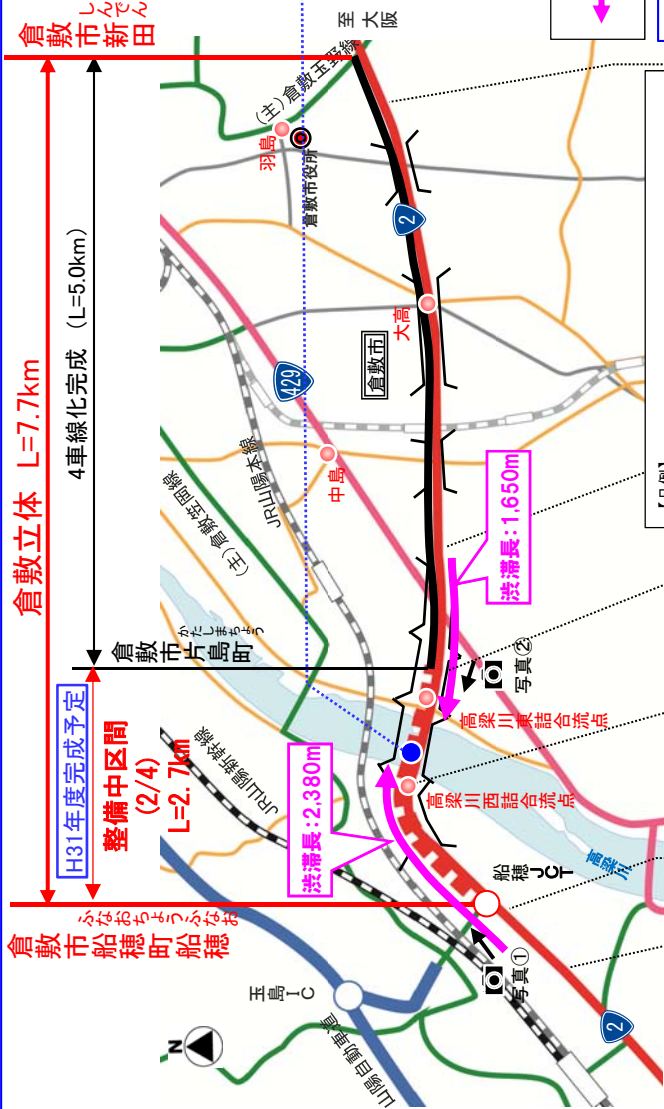 倉敷立体 L=7.7km
4車線化完成 (L=5.0km)
H31年度完成予定
整備中区間
(2/4)
L=2.7km
ふなおちょうふなお
倉敷市船穂町船穂
かたしまちょう
倉敷市片島町
しんでん
倉敷市新田
至 大阪
N
玉島IC
山陽自動車道
JR山陽新幹線
(主)倉敷笠岡線
JR山陽本線
429
中島
(主)倉敷玉野線
羽島
倉敷市役所
倉敷市
大高
2
渋滞長:2,380m
渋滞長:1,650m
高梁川東詰合流点
高梁川西詰合流点
写真②
写真①
船穂JCT
高梁川
2